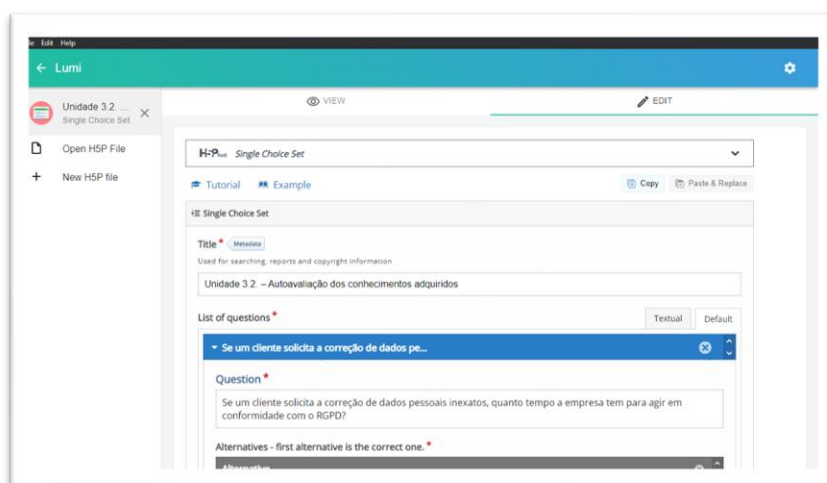 Edit Help
← Lumi
Unidade 3.2. ...
Single Choice Set
Open H5P File
+ New H5P file
VIEW
EDIT
H-P Single Choice Set
Tutorial Example
Copy Paste & Replace
Single Choice Set
Title * Metadata
Used for searching, reports and copyright information
Unidade 3.2. – Autoavaliação dos conhecimentos adquiridos
List of questions *
Textual Default
Se um cliente solicita a correção de dados pe...
Question *
Se um cliente solicita a correção de dados pessoais inexatos, quanto tempo a empresa tem para agir em
conformidade com o RGPD?
Alternatives - first alternative is the correct one. *
Alternative